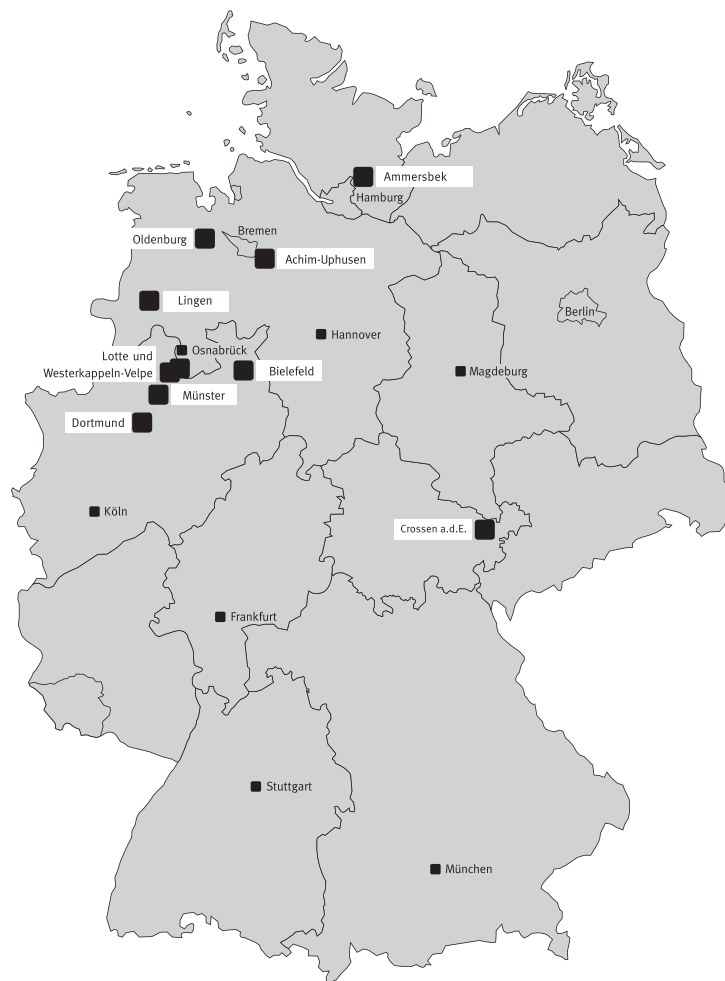 Ammersbek
Hamburg
Bremen
Oldenburg
Achim-Uphusen
Lingen
Berlin
Hannover
Osnabrück
Lotte und
Westerkappeln-Velpe
Bielefeld
Magdeburg
Münster
Dortmund
Köln
Crossen a.d.E.
Frankfurt
Stuttgart
München